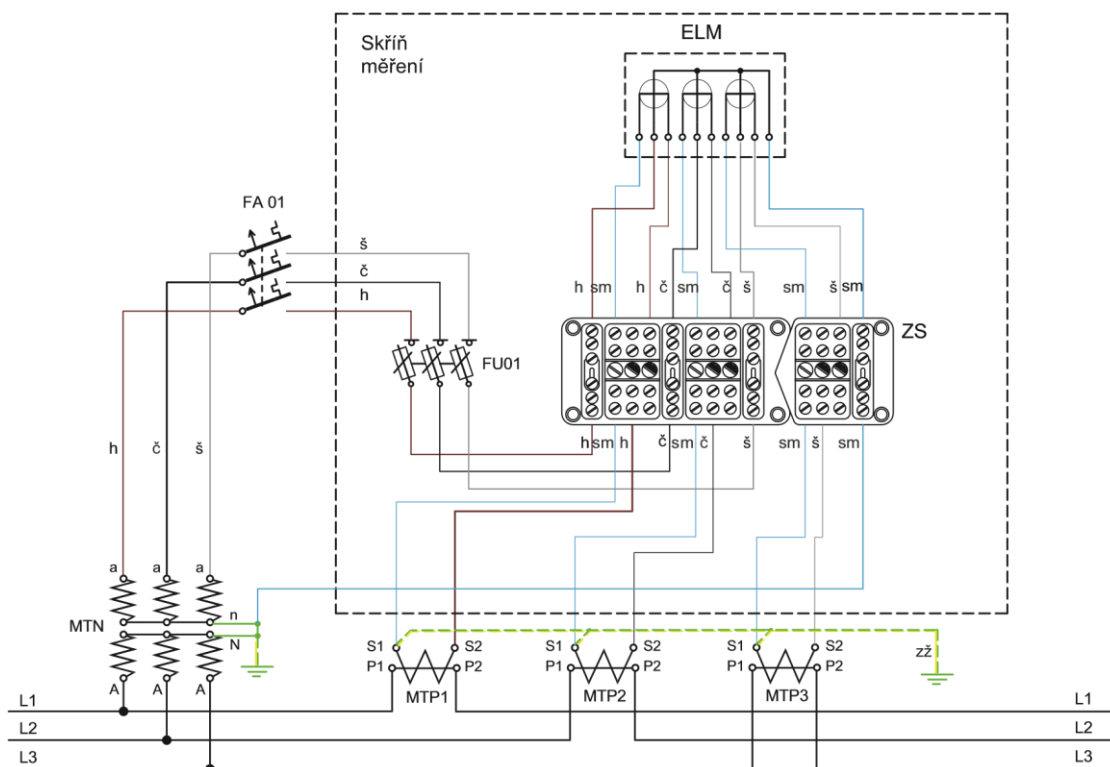 Skříň
měření
ELM
FA 01
š
č
h
FU01
h sm h č sm č š sm š sm
ZS
h sm h č sm č š sm š sm
h č š
a a a
n
MTN
N
A A A
S1 S2 S1 S2 S1 S2
zž
P1 P2 P1 P2 P1 P2
MTP1 MTP2 MTP3
L1 L1
L2 L2
L3 L3